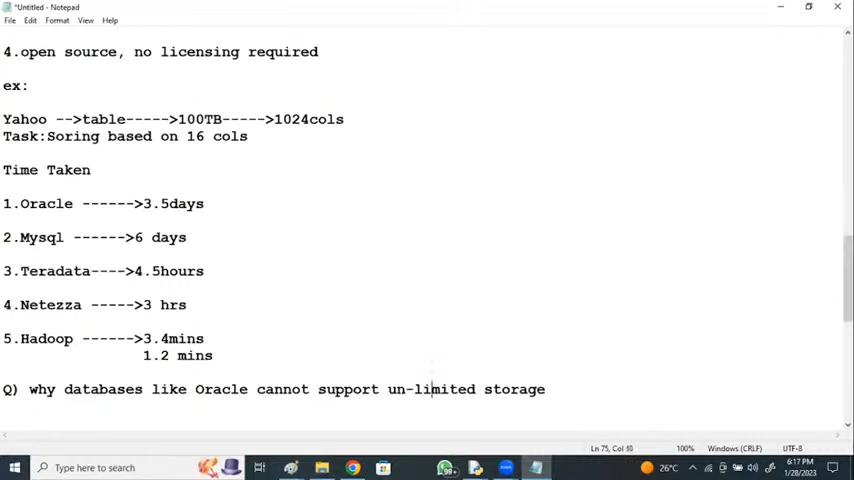 *Untitled - Notepad
File Edit Format View Help
4.open source, no licensing required
ex:
Yahoo -->table----->100TB----->1024cols
Task:Soring based on 16 cols
Time Taken
1.Oracle ------>3.5days
2.Mysql ------>6 days
3.Teradata---->4.5hours
4.Netezza ----->3 hrs
5.Hadoop ------>3.4mins
1.2 mins
Q) why databases like Oracle cannot support un-limited storage
Ln 75, Col 100% Windows (CRLF) UTF-8
Type here to search
99+
26°C
6:17 PM
1/28/2023